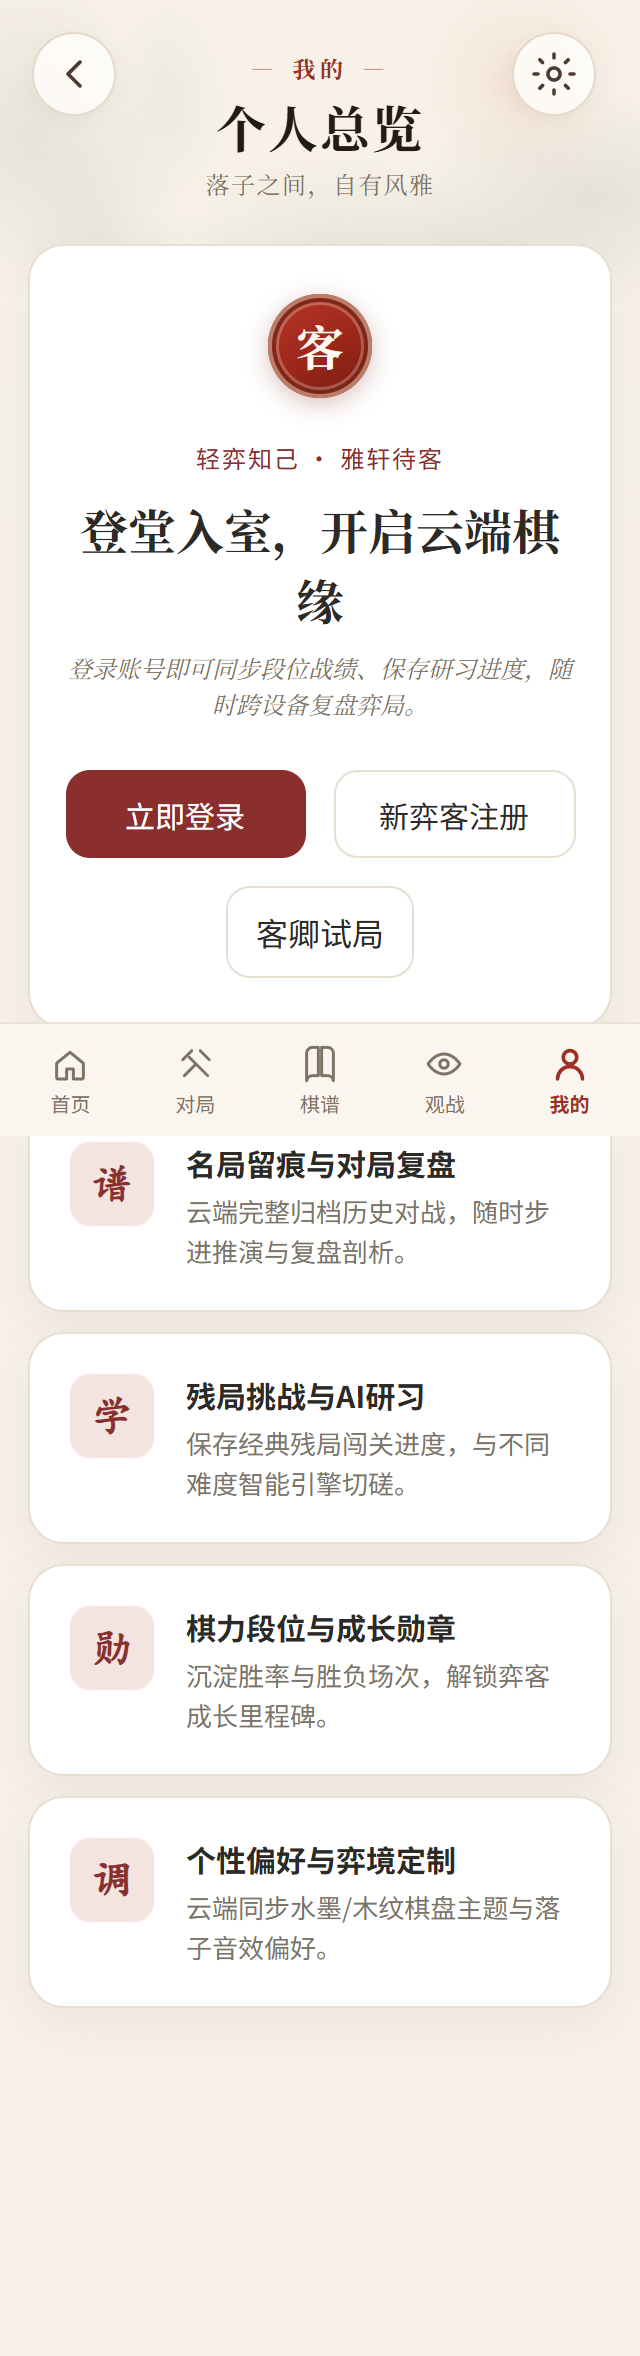 — 我的 —
个人总览
落子之间，自有风雅
客
轻弈知己 · 雅轩待客
登堂入室，开启云端棋
缘
登录账号即可同步段位战绩、保存研习进度，随
时跨设备复盘弈局。
立即登录
新弈客注册
客卿试局
首页
对局
棋谱
观战
我的
谱
名局留痕与对局复盘
云端完整归档历史对战，随时步
进推演与复盘剖析。
学
残局挑战与AI研习
保存经典残局闯关进度，与不同
难度智能引擎切磋。
勋
棋力段位与成长勋章
沉淀胜率与胜负场次，解锁弈客
成长里程碑。
调
个性偏好与弈境定制
云端同步水墨/木纹棋盘主题与落
子音效偏好。